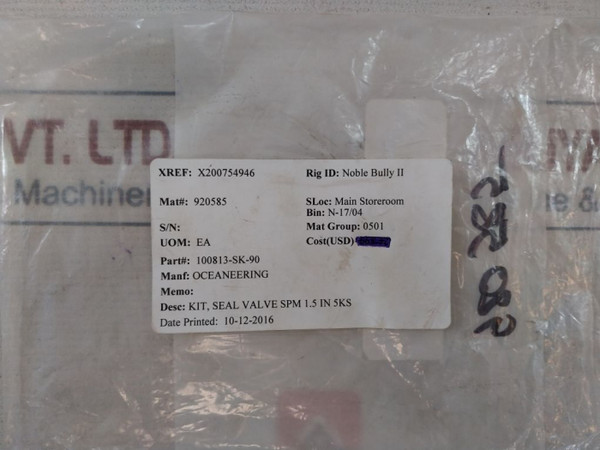 VT. LTD
Machiner
XREF: X200754946 Rig ID: Noble Bully II
Mat#: 920585 SLoc: Main Storeroom
Bin: N-17/04
S/N: Mat Group: 0501
UOM: EA Cost(USD)
Part#: 100813-SK-90
Manf: OCEANEERING
Memo:
Desc: KIT, SEAL VALVE SPM 1.5 IN 5KS
Date Printed: 10-12-2016